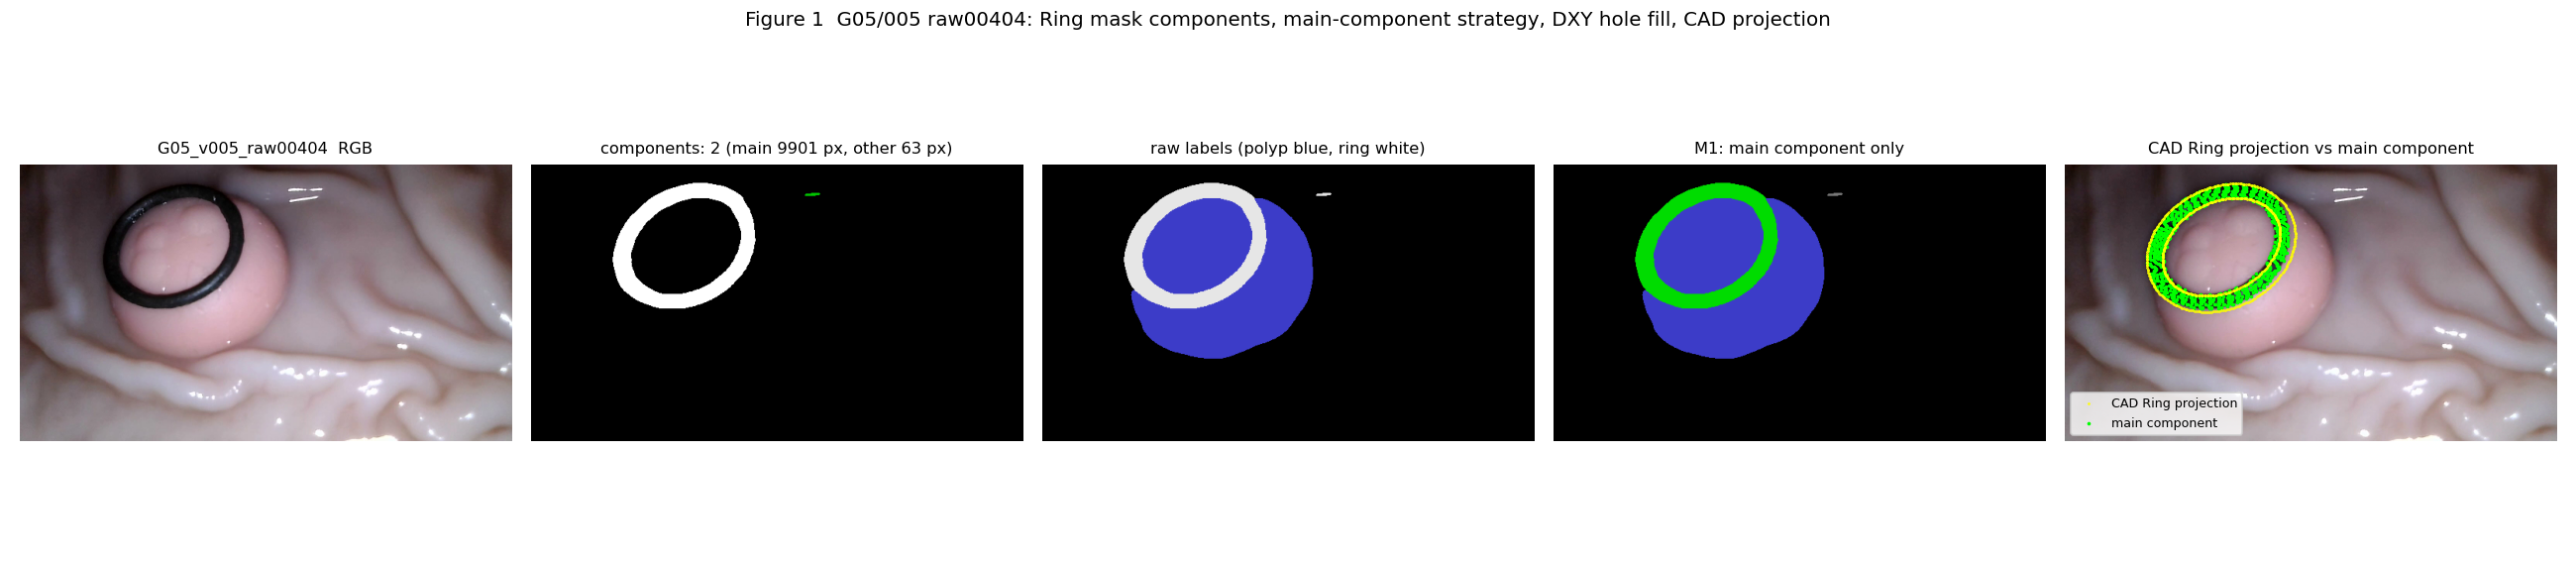 Figure 1  G05/005 raw00404: Ring mask components, main-component strategy, DXY hole fill, CAD projection
G05_v005_raw00404  RGB
components: 2 (main 9901 px, other 63 px)
raw labels (polyp blue, ring white)
M1: main component only
CAD Ring projection vs main component
CAD Ring projection
main component